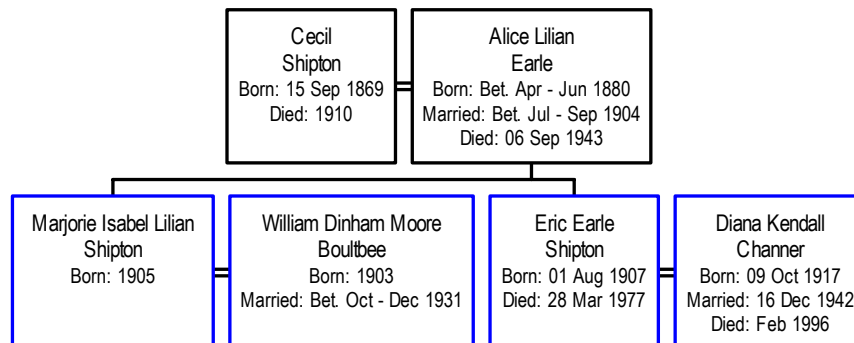 Cecil
Shipton
Born: 15 Sep 1869
Died: 1910
Alice Lilian
Earle
Born: Bet. Apr - Jun 1880
Married: Bet. Jul - Sep 1904
Died: 06 Sep 1943
Marjorie Isabel Lilian
Shipton
Born: 1905
William Dinham Moore
Boultbee
Born: 1903
Married: Bet. Oct - Dec 1931
Eric Earle
Shipton
Born: 01 Aug 1907
Died: 28 Mar 1977
Diana Kendall
Channer
Born: 09 Oct 1917
Married: 16 Dec 1942
Died: Feb 1996